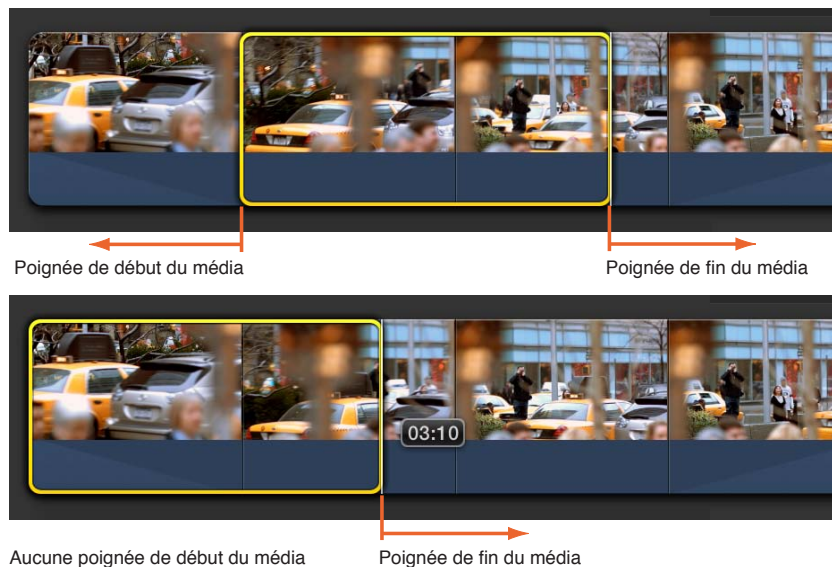 Poignée de début du média
Poignée de fin du média
03:10
Aucune poignée de début du média
Poignée de fin du média